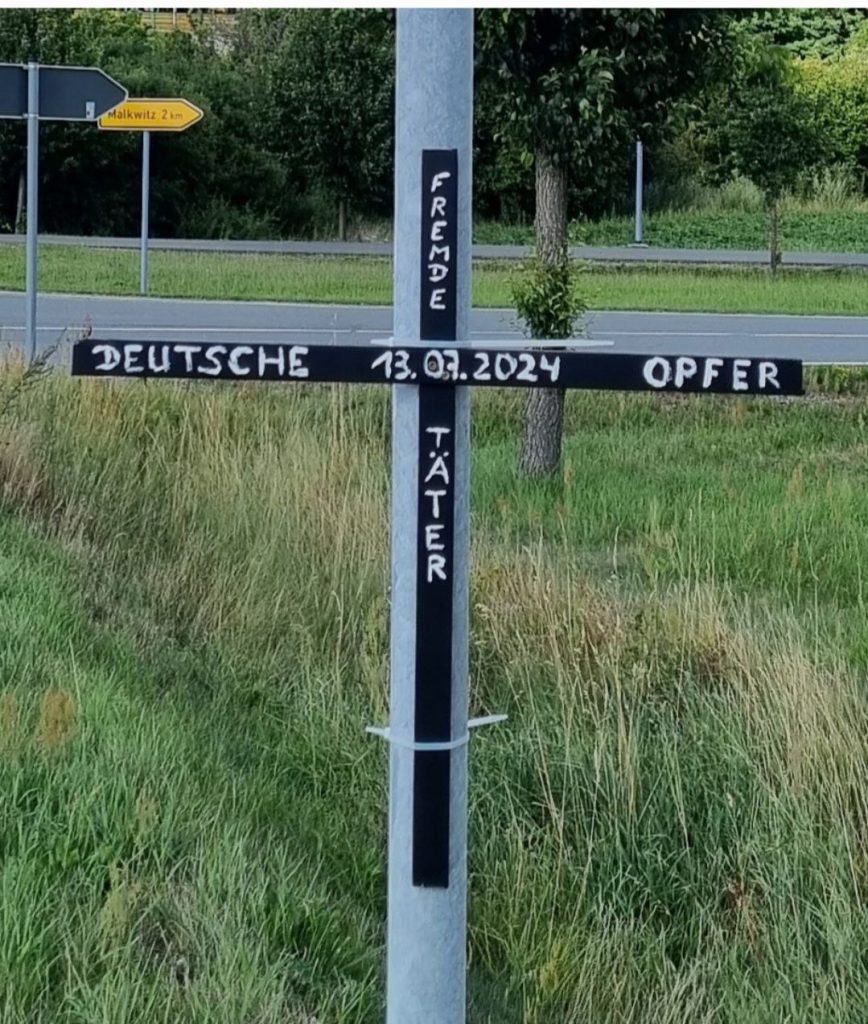 Malkwitz 2 km
FREMDE
DEUTSCHE 13.07.2024 OPFER
TÄTER